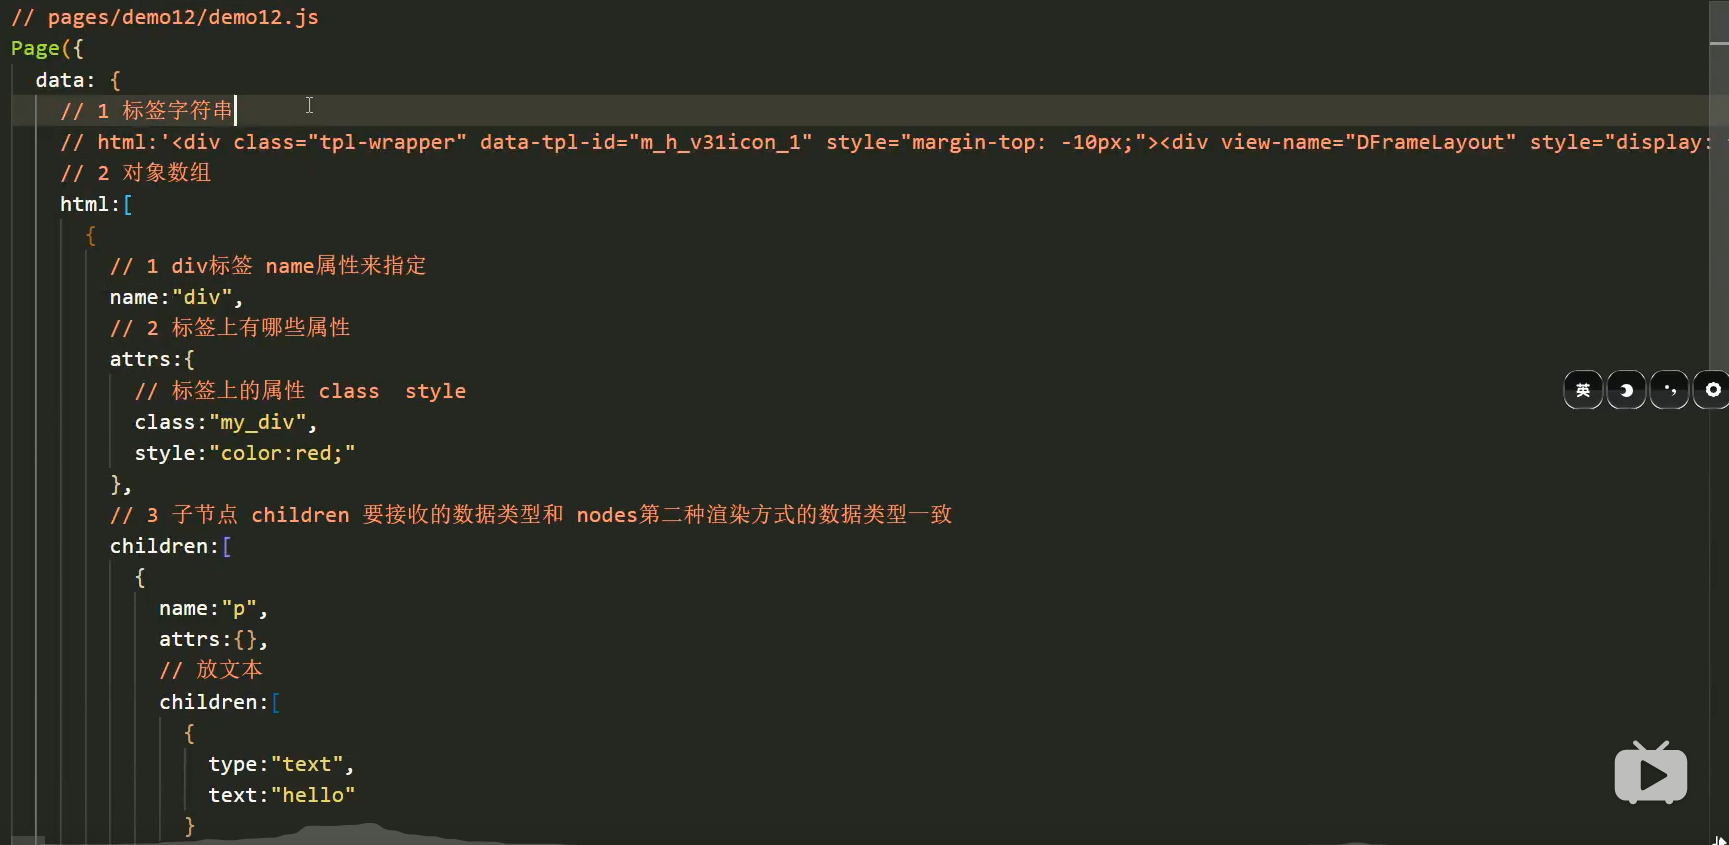 // pages/demo12/demo12.js
Page({
data: {
// 1 标签字符串
// html:'<div class="tpl-wrapper" data-tpl-id="m_h_v31icon_1" style="margin-top: -10px;"><div view-name="DFrameLayout" style="display:
// 2 对象数组
html:[
{
// 1 div标签 name属性来指定
name:"div",
// 2 标签上有哪些属性
attrs:{
// 标签上的属性 class  style
class:"my_div",
style:"color:red;"
},
// 3 子节点 children 要接收的数据类型和 nodes第二种渲染方式的数据类型一致
children:[
{
name:"p",
attrs:{},
// 放文本
children:[
{
type:"text",
text:"hello"
}
英